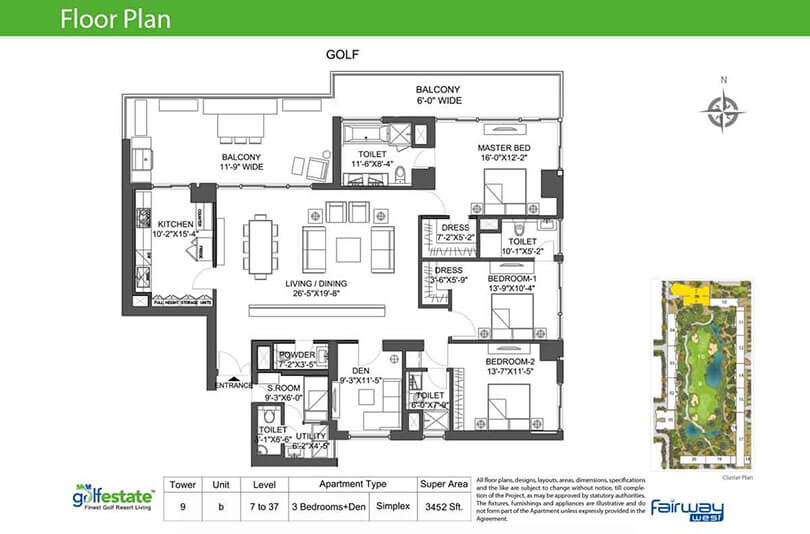 Floor Plan
GOLF
N
BALCONY
6'-0" WIDE
BALCONY
11'-9" WIDE
TOILET
11'-6"X8'-4"
MASTER BED
16'-0"X12'-2"
KITCHEN
10'-2"X15'-4"
COUNTER
FRIDGE
DRESS
7'-2"X5'-2"
TOILET
10'-1"X5'-2"
LIVING / DINING
26'-5"X19'-8"
DRESS
3'-6"X5'-9"
BEDROOM-1
13'-9"X10'-4"
FULL HEIGHT STORAGE UNITS
POWDER
7'-2"X3'-5"
BEDROOM-2
13'-7"X11'-5"
DEN
9'-3"X11'-5"
ENTRANCE
S.ROOM
9'-3"X6'-0"
TOILET
6'-0"X7'-9"
TOILET
X6'-6"
UTILITY
6'-2"X4'-5"
Cluster Plan
M3M
golfestate™
Finest Golf Resort Living
Tower Unit Level Apartment Type Super Area
9 b 7 to 37 3 Bedrooms+Den Simplex 3452 Sft.
All floor plans, designs, layouts, areas, dimensions, specifications
and the like are subject to change without notice, till comple-
tion of the Project, as may be approved by statutory authorities.
The fixtures, furnishings and appliances are illustrative and do
not form part of the Apartment unless expressly provided in the
Agreement.
Fairway
west